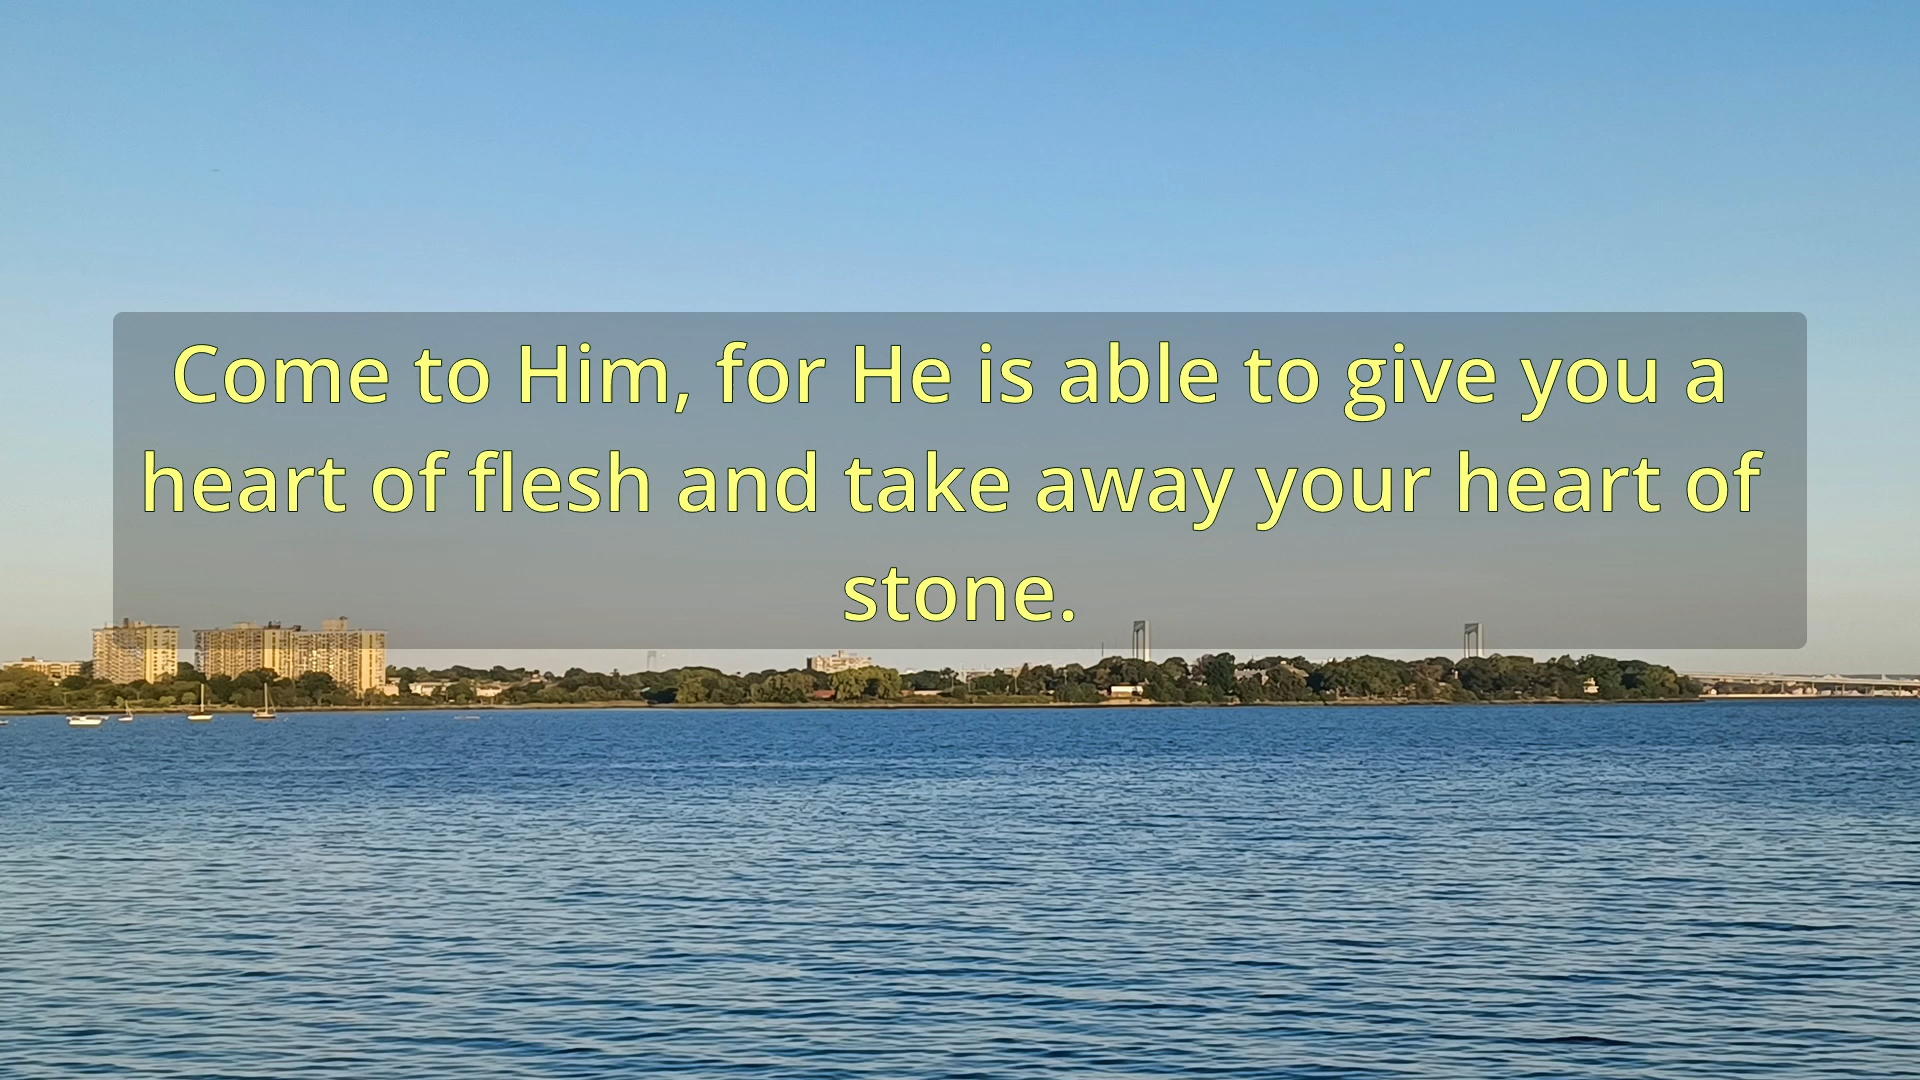 Come to Him, for He is able to give you a
heart of flesh and take away your heart of
stone.